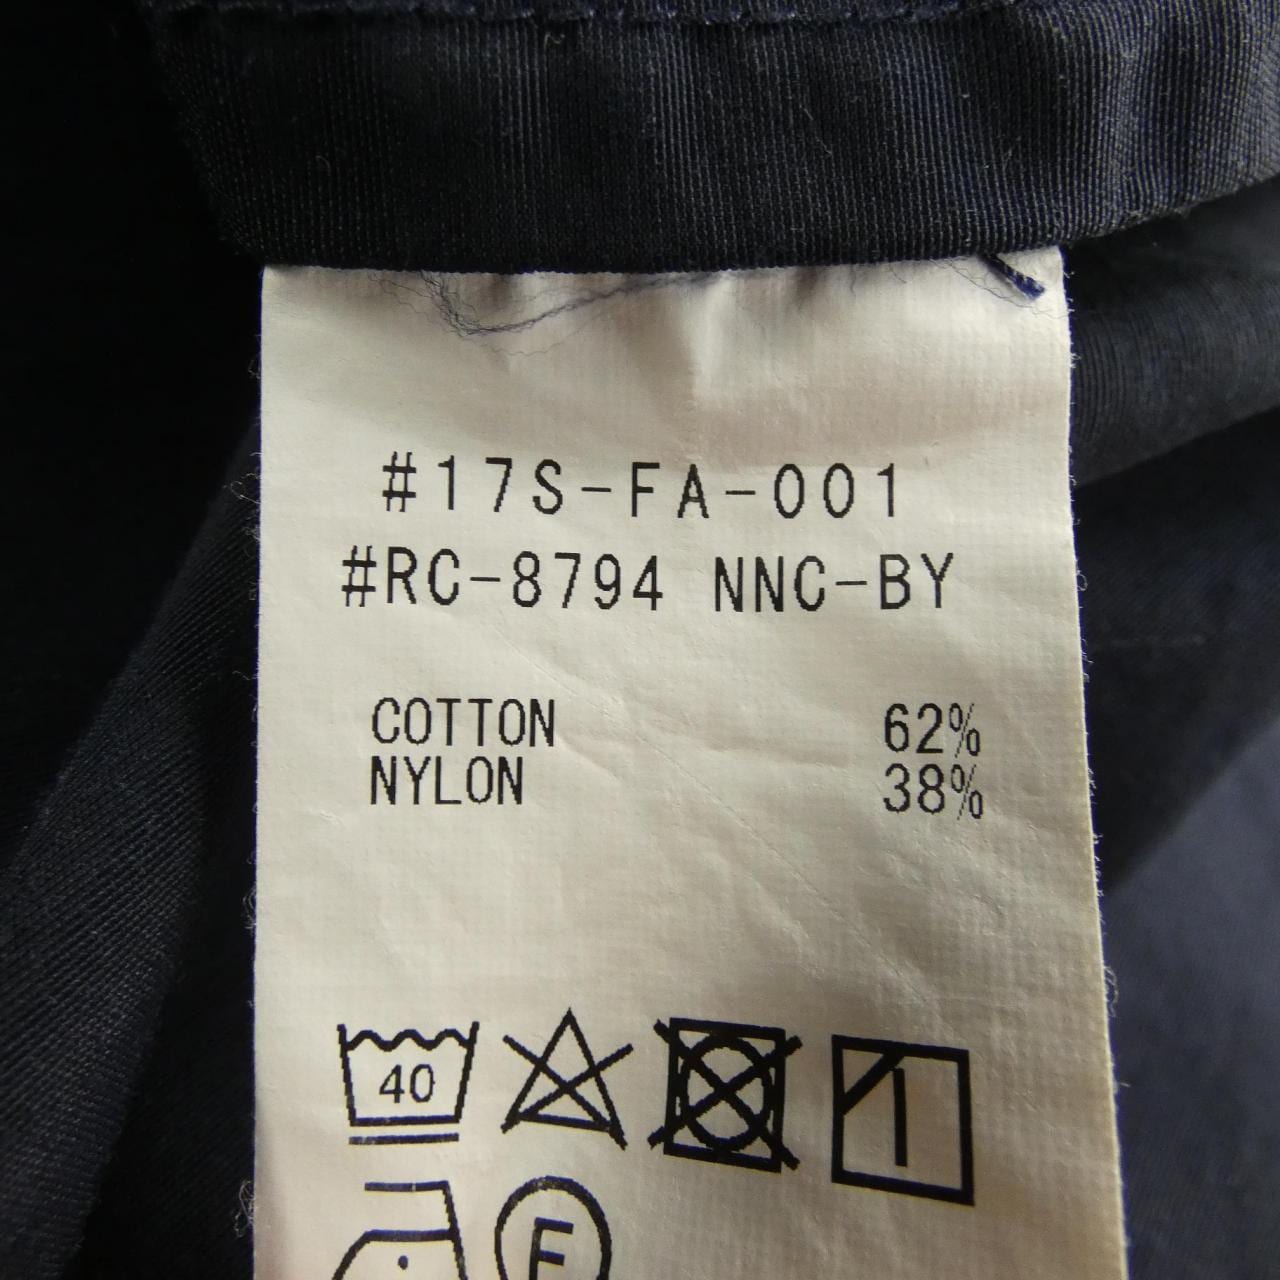 #17S-FA-001
#RC-8794 NNC-BY
COTTON 62%
NYLON 38%
40
F